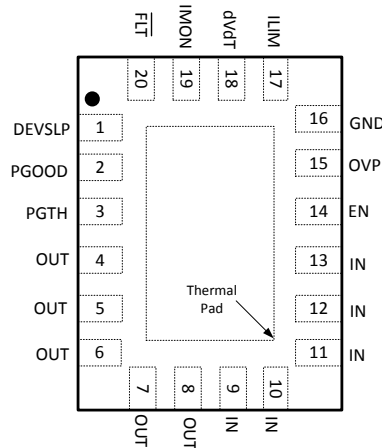 FLT IMON dVdT ILIM
20 19 18 17
DEVSLP 1 16 GND
PGOOD 2 15 OVP
PGTH 3 14 EN
OUT 4 13 IN
OUT 5 12 IN
OUT 6 11 IN
Thermal
Pad
7 8 9 10
OUT OUT IN IN